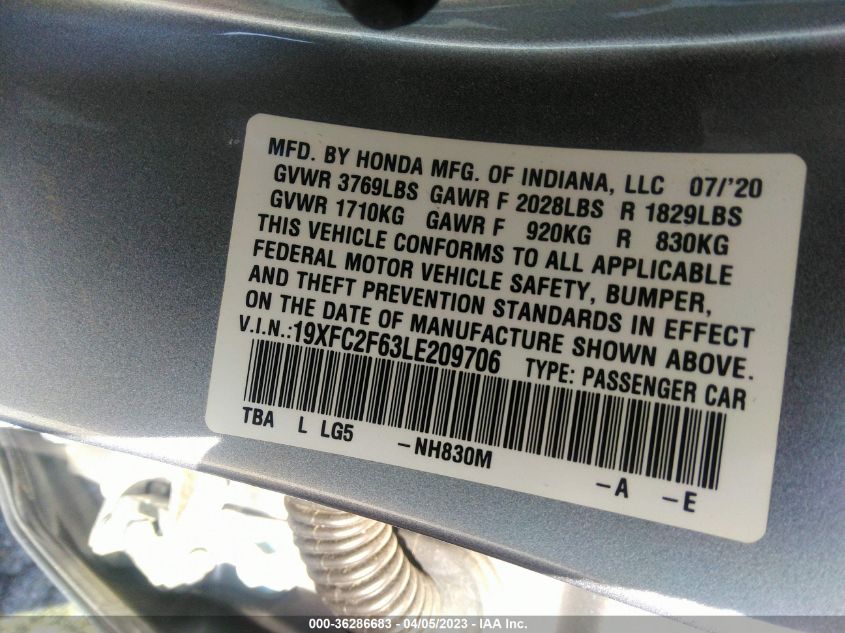 MFD. BY HONDA MFG. OF INDIANA, LLC 07/'20
GVWR 3769LBS GAWR F 2028LBS R 1829LBS
GVWR 1710KG GAWR F 920KG R 830KG
THIS VEHICLE CONFORMS TO ALL APPLICABLE
FEDERAL MOTOR VEHICLE SAFETY, BUMPER,
AND THEFT PREVENTION STANDARDS IN EFFECT
ON THE DATE OF MANUFACTURE SHOWN ABOVE.
V.I.N.:19XFC2F63LE209706 TYPE: PASSENGER CAR
TBA L LG5 -NH830M -A -E
000-36286683 - 04/05/2023 - IAA Inc.